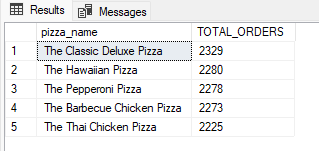 Results Messages
pizza_name TOTAL_ORDERS
1 The Classic Deluxe Pizza 2329
2 The Hawaiian Pizza 2280
3 The Pepperoni Pizza 2278
4 The Barbecue Chicken Pizza 2273
5 The Thai Chicken Pizza 2225